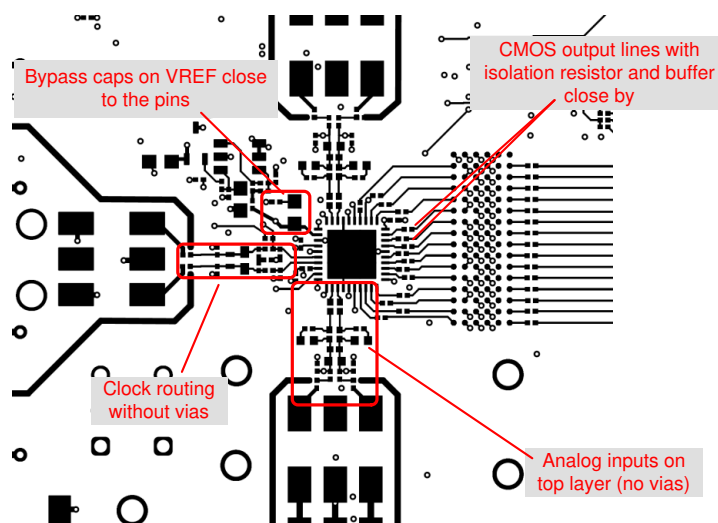 Bypass caps on VREF close
to the pins
CMOS output lines with
isolation resistor and buffer
close by
Clock routing
without vias
Analog inputs on
top layer (no vias)